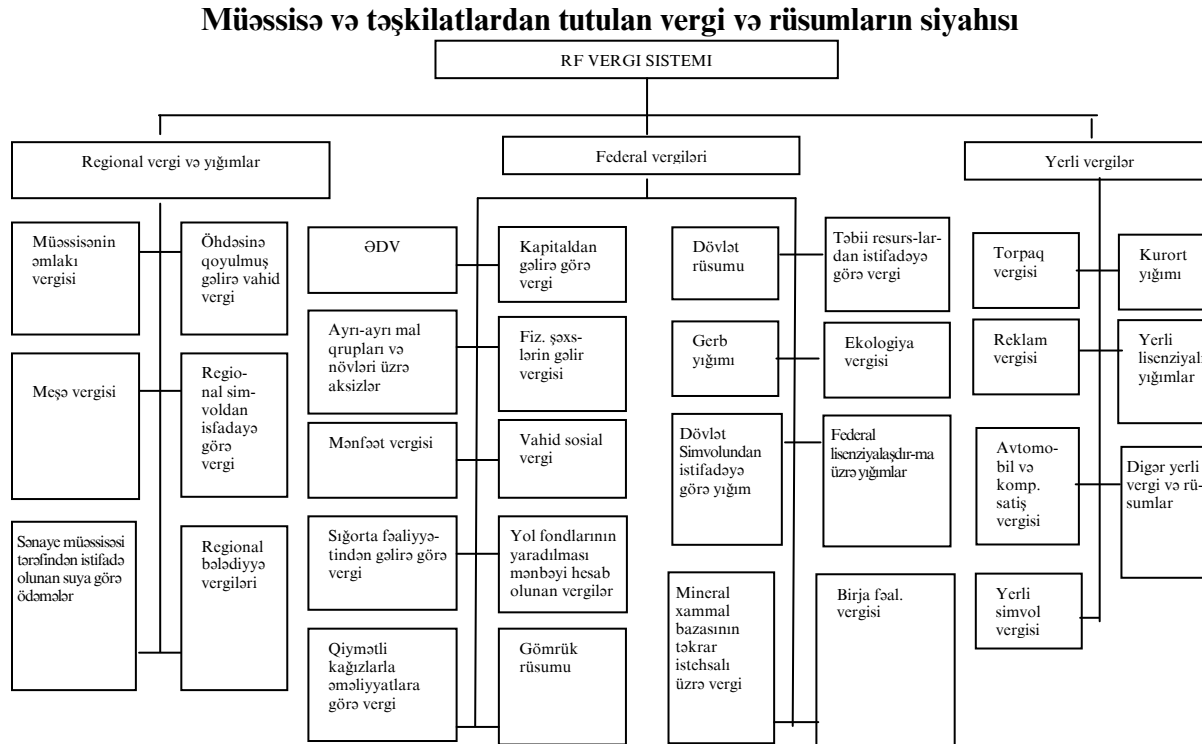 Müəssisə və təşkilatlardan tutulan vergi və rüsumların siyahısı
RF VERGI SISTEMI
Regional vergi və yığımlar
Federal vergiləri
Yerli vergilər
Müəssisənin
əmlakı
vergisi
Öhdəsinə
qoyulmuş
gəlirə vahid
vergi
Meşə vergisi
Regio-
nal sim-
voldan
isfadəyə
görə
vergi
Sənaye müəssisəsi
tərəfindən istifadə
olunan suya görə
ödəmələr
Regional
bələdiyyə
vergiləri
ƏDV
Kapitaldan
gəlirə görə
vergi
Ayrı-ayrı mal
qrupları və
növləri üzrə
aksizlər
Fiz. şəxs-
lərin gəlir
vergisi
Mənfəət vergisi
Vahid sosial
vergi
Sığorta fəaliyyə-
tindən gəlirə görə
vergi
Yol fondlarının
yaradılması
mənbəyi hesab
olunan vergilər
Qiymətli
kağızlarla
əməliyyatlara
görə vergi
Gömrük
rüsumu
Dövlət
rüsumu
Təbii resurs-lar-
dan istifadəyə
görə vergi
Gerb
yığımı
Ekologiya
vergisi
Dövlət
Simvolundan
istifadəyə
görə yığım
Federal
lisenziyalaşdır-ma
üzrə yığımlar
Mineral
xammal
bazasının
təkrar
istehsalı
üzrə vergi
Birja fəal.
vergisi
Torpaq
vergisi
Kurort
yığımı
Reklam
vergisi
Yerli
lisenziyalı
yığımlar
Avtomo-
bil və
komp.
satiş
vergisi
Digər yerli
vergi və rü-
sumlar
Yerli
simvol
vergisi